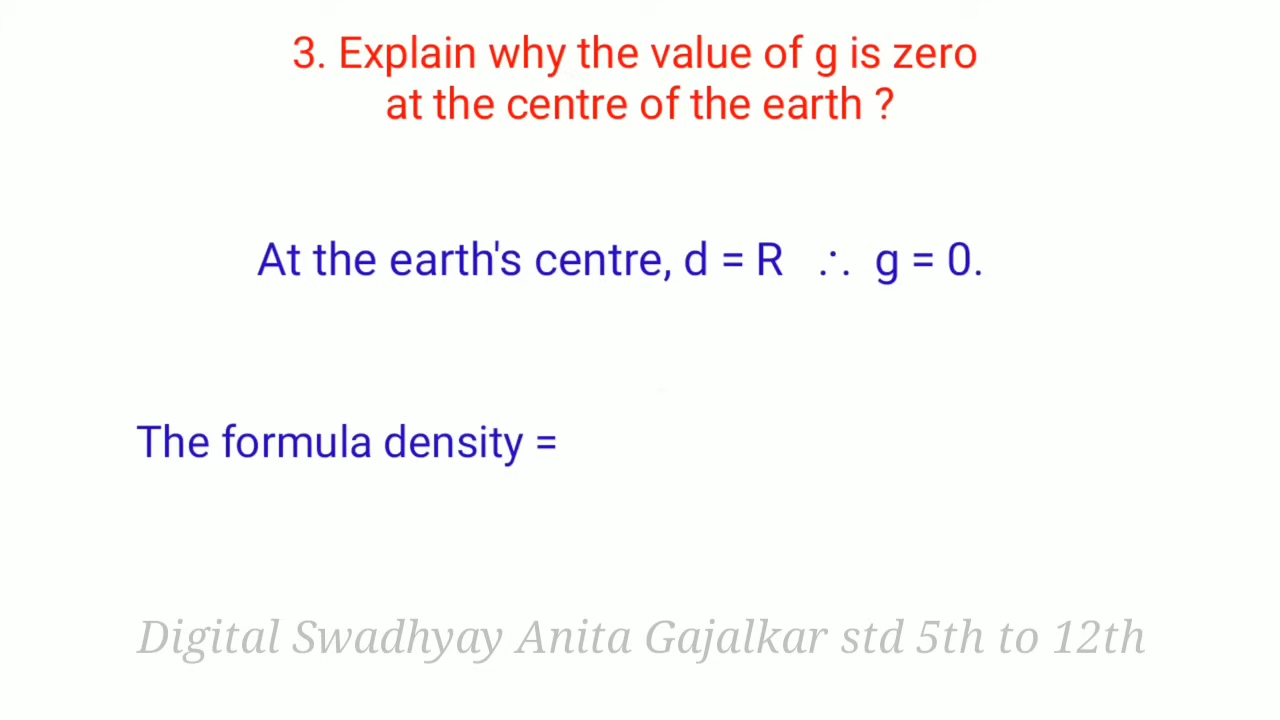 3. Explain why the value of g is zero
at the centre of the earth ?
At the earth's centre, d = R ∴ g = 0.
The formula density =
Digital Swadhyay Anita Gajalkar std 5th to 12th